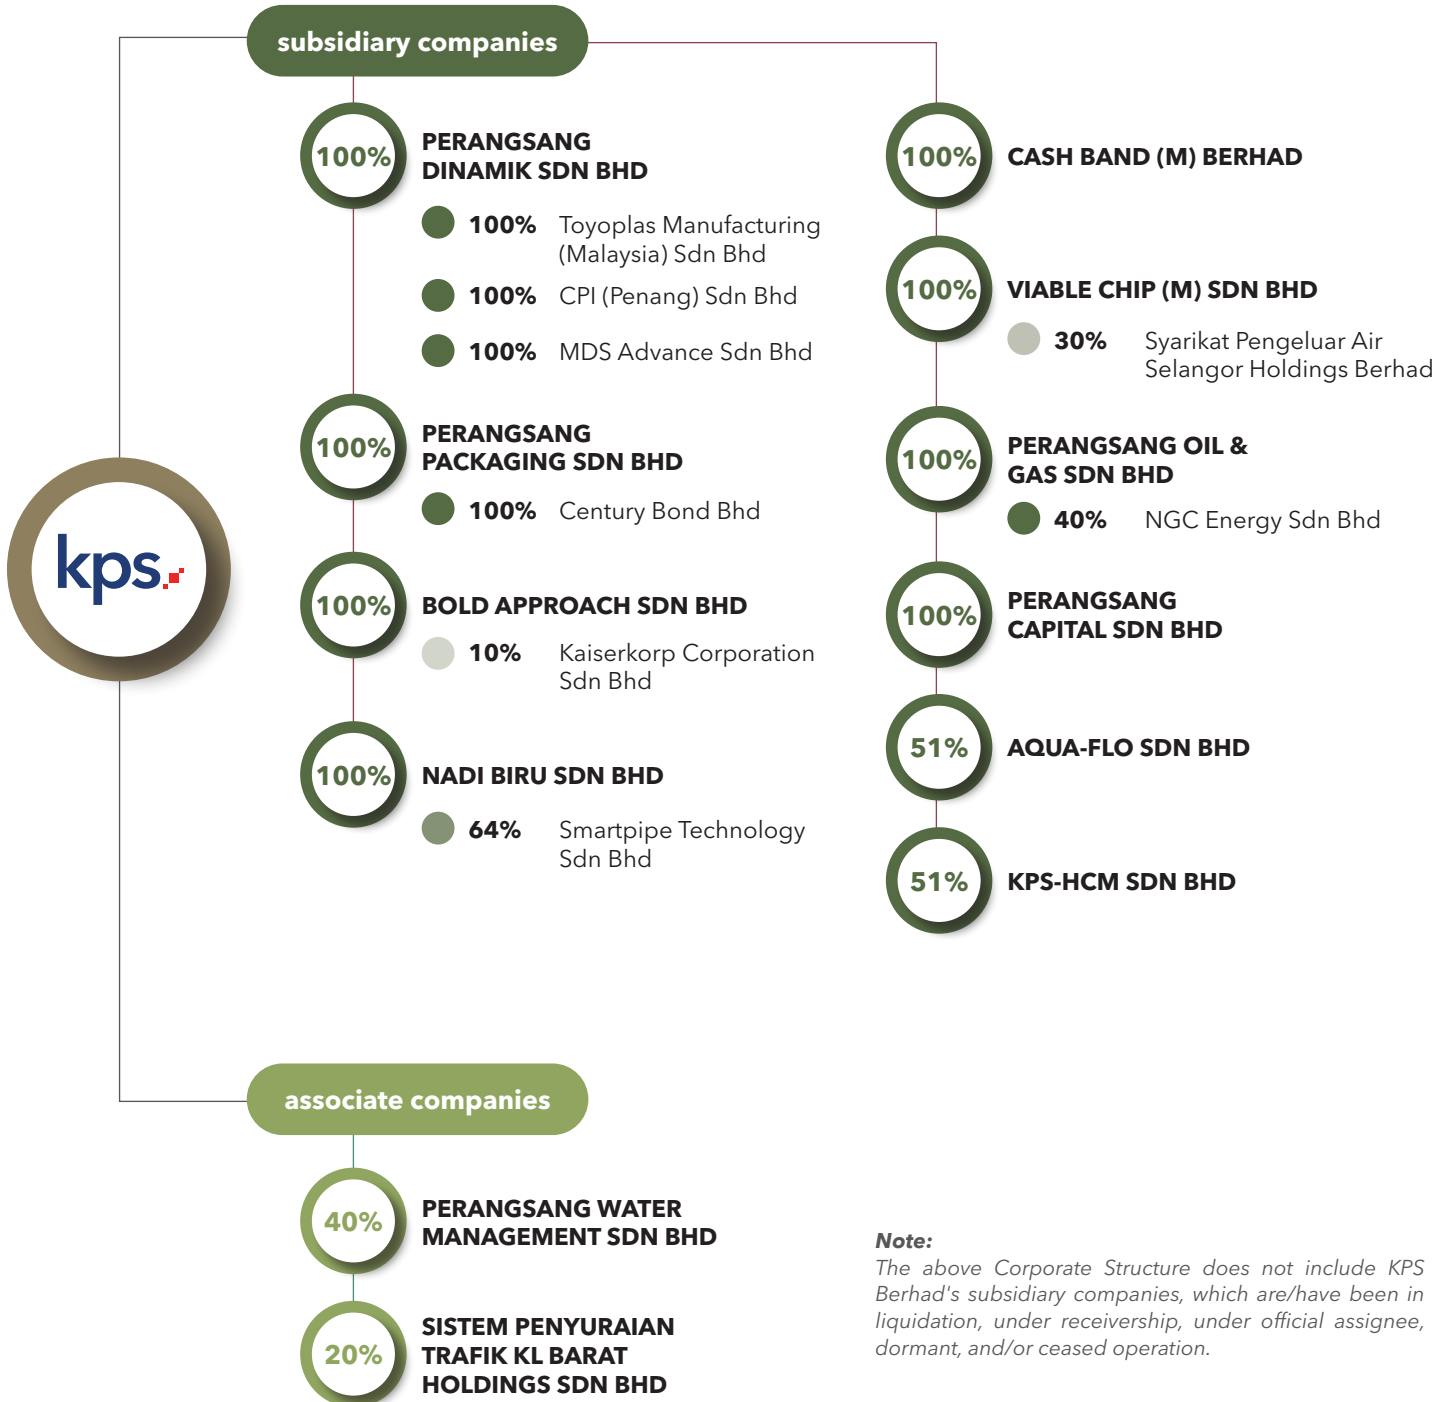 kps
subsidiary companies
100%
PERANGSANG
DINAMIK SDN BHD
100% Toyoplas Manufacturing
(Malaysia) Sdn Bhd
100% CPI (Penang) Sdn Bhd
100% MDS Advance Sdn Bhd
100%
PERANGSANG
PACKAGING SDN BHD
100% Century Bond Bhd
100% BOLD APPROACH SDN BHD
10% Kaiserkorp Corporation
Sdn Bhd
100% NADI BIRU SDN BHD
64% Smartpipe Technology
Sdn Bhd
100% CASH BAND (M) BERHAD
100% VIABLE CHIP (M) SDN BHD
30% Syarikat Pengeluar Air
Selangor Holdings Berhad
100%
PERANGSANG OIL &
GAS SDN BHD
40% NGC Energy Sdn Bhd
100%
PERANGSANG
CAPITAL SDN BHD
51% AQUA-FLO SDN BHD
51% KPS-HCM SDN BHD
associate companies
40%
PERANGSANG WATER
MANAGEMENT SDN BHD
20%
SISTEM PENYURAIAN
TRAFIK KL BARAT
HOLDINGS SDN BHD
Note:
The above Corporate Structure does not include KPS
Berhad's subsidiary companies, which are/have been in
liquidation, under receivership, under official assignee,
dormant, and/or ceased operation.